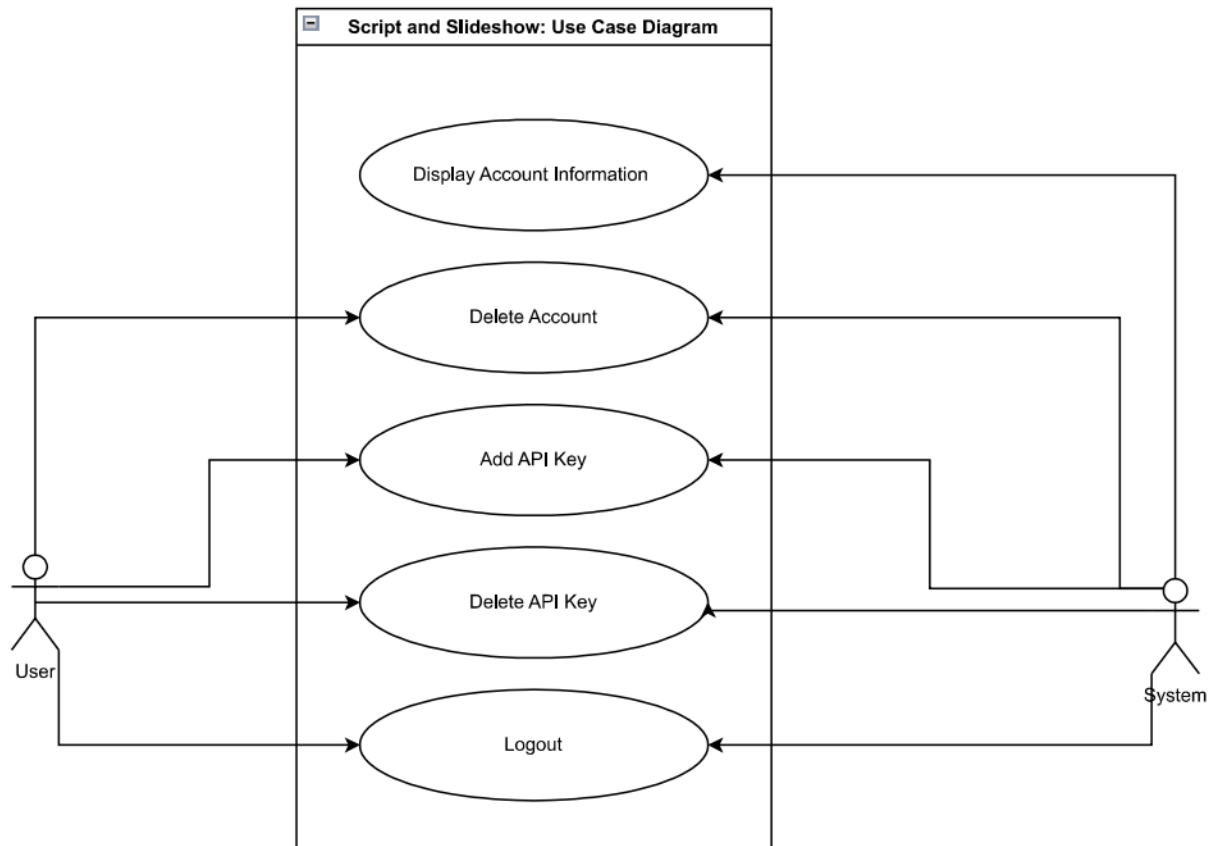 Script and Slideshow: Use Case Diagram
Display Account Information
Delete Account
Add API Key
Delete API Key
User
System
Logout